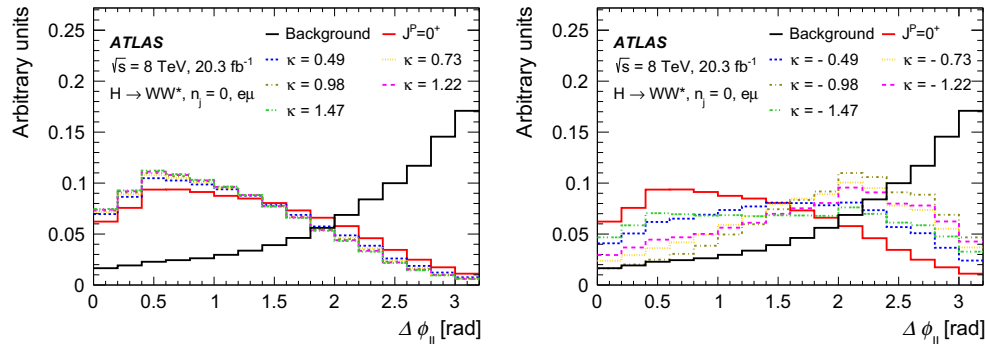 Arbitrary units
0.25
0.2
0.15
0.1
0.05
0
ATLAS
√s = 8 TeV, 20.3 fb⁻¹
H → WW*, nⱼ = 0, eμ
Background
Jᴾ=0⁺
κ = 0.49
κ = 0.73
κ = 0.98
κ = 1.22
κ = 1.47
0 0.5 1 1.5 2 2.5 3
Δ φ_ll [rad]
Arbitrary units
0.25
0.2
0.15
0.1
0.05
0
ATLAS
√s = 8 TeV, 20.3 fb⁻¹
H → WW*, nⱼ = 0, eμ
Background
Jᴾ=0⁺
κ = - 0.49
κ = - 0.73
κ = - 0.98
κ = - 1.22
κ = - 1.47
0 0.5 1 1.5 2 2.5 3
Δ φ_ll [rad]